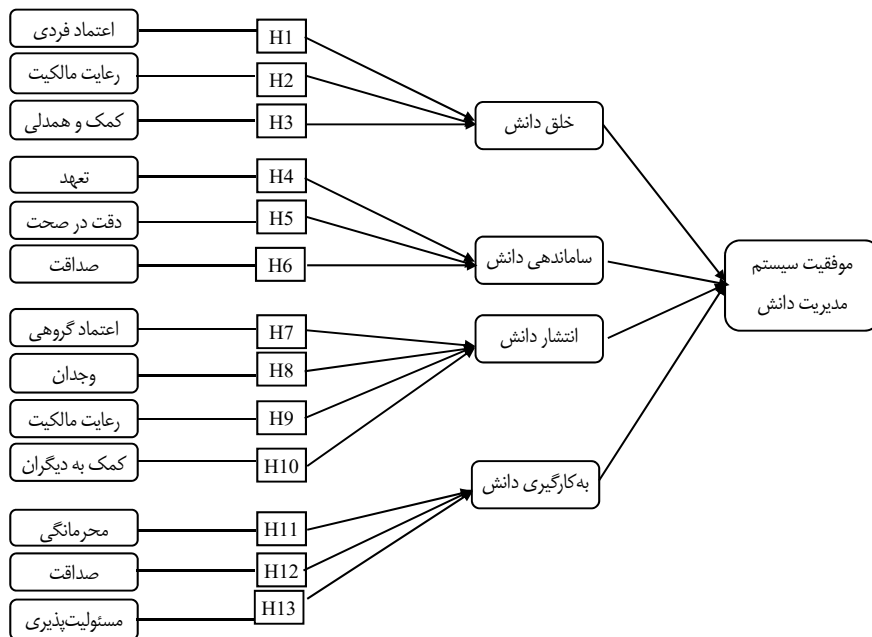 اعتماد فردی
H1
رعایت مالکیت
H2
کمک و همدلی
H3
خلق دانش
تعهد
H4
دقت در صحت
H5
صداقت
H6
ساماندهی دانش
موفقیت سیستم
مدیریت دانش
اعتماد گروهی
H7
انتشار دانش
وجدان
H8
رعایت مالکیت
H9
کمک به دیگران
H10
به‌کارگیری دانش
محرمانگی
H11
صداقت
H12
مسئولیت‌پذیری
H13